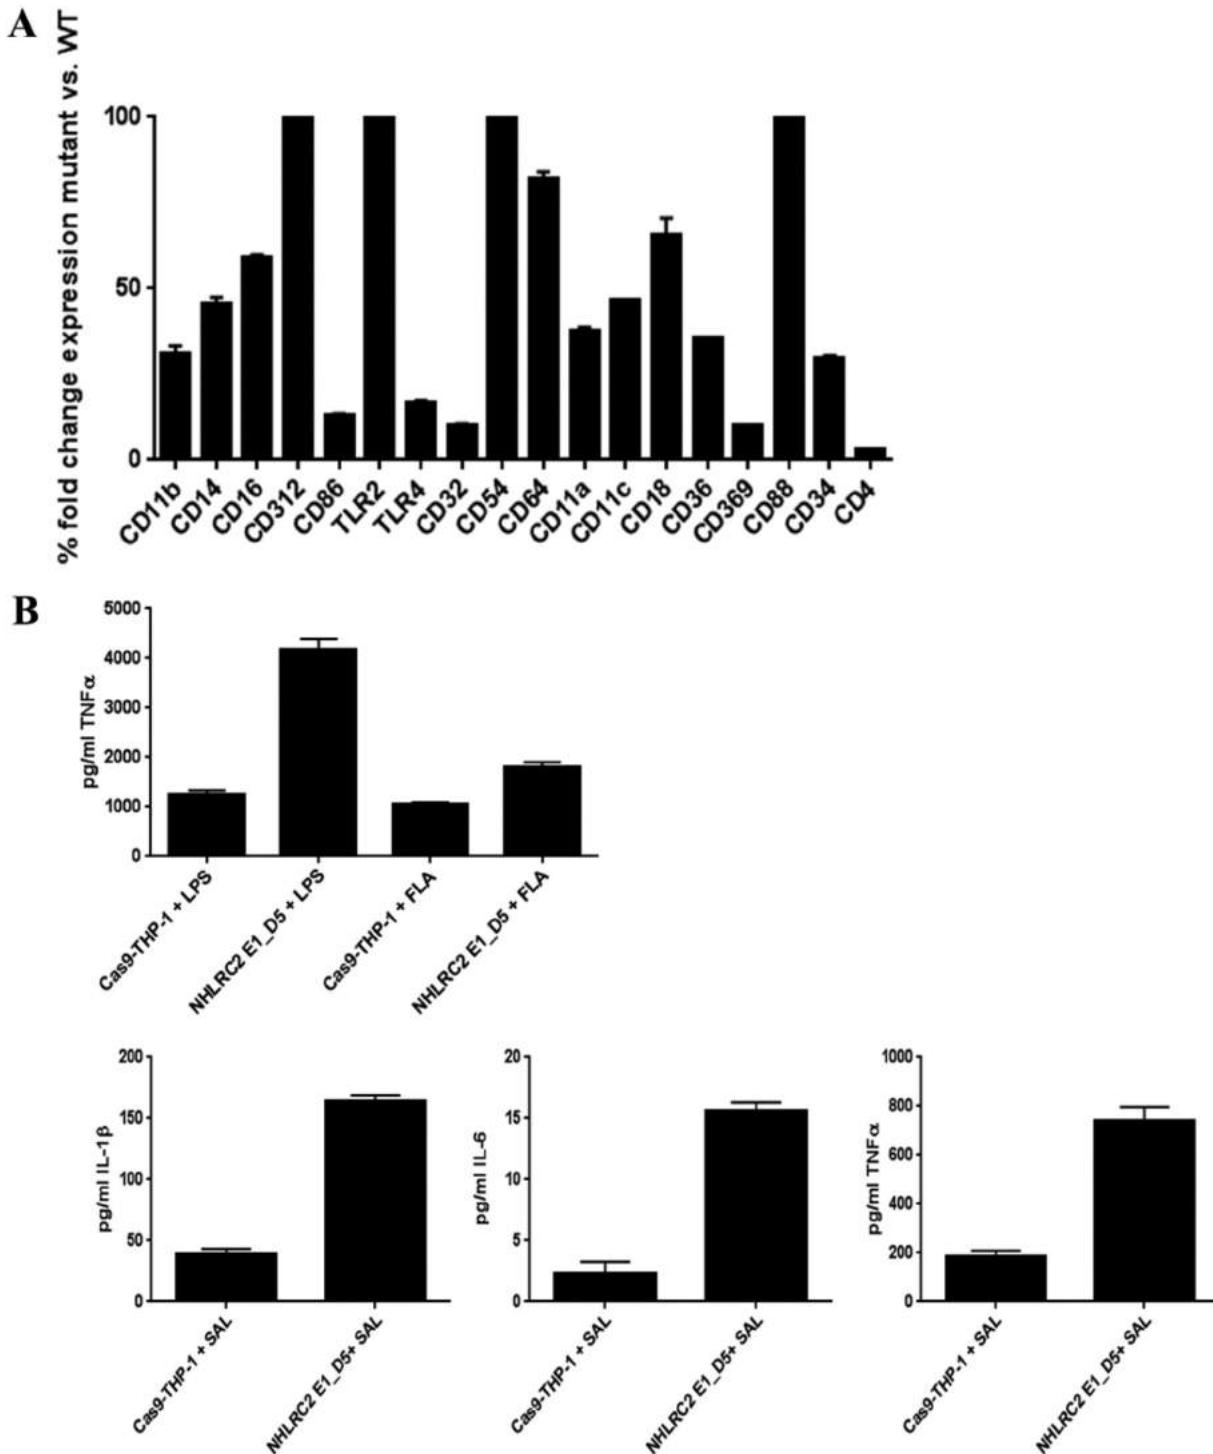 A
% fold change expression mutant vs. WT
100
50
0
CD11b
CD14
CD16
CD312
CD86
TLR2
TLR4
CD32
CD54
CD64
CD11a
CD11c
CD18
CD36
CD369
CD88
CD34
CD4
B
pg/ml TNFα
5000
4000
3000
2000
1000
0
Cas9-THP-1 + LPS
NHLRC2 E1_D5 + LPS
Cas9-THP-1 + FLA
NHLRC2 E1_D5 + FLA
pg/ml IL-1β
200
150
100
50
0
Cas9-THP-1 + SAL
NHLRC2 E1_D5+ SAL
pg/ml IL-6
20
15
10
5
0
Cas9-THP-1 + SAL
NHLRC2 E1_D5+ SAL
pg/ml TNFα
1000
800
600
400
200
0
Cas9-THP-1 + SAL
NHLRC2 E1_D5+ SAL